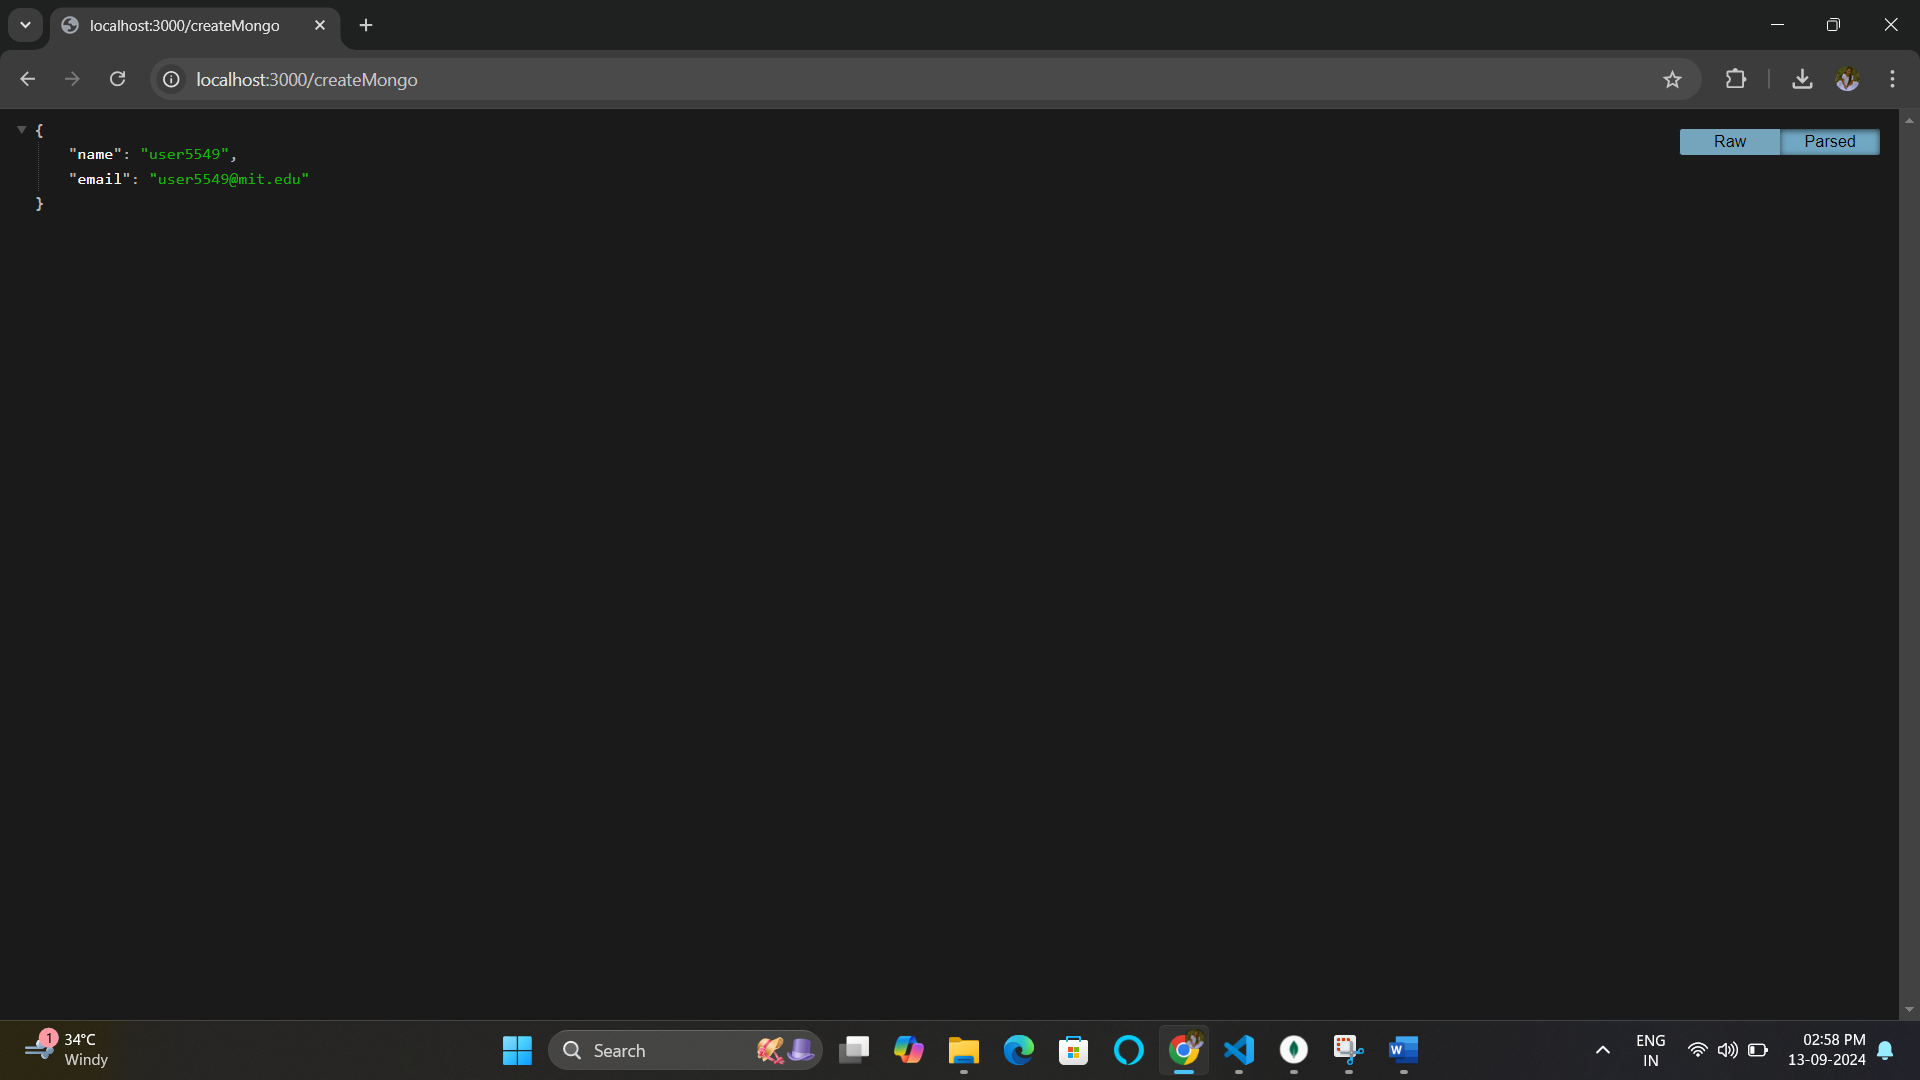 localhost:3000/createMongo
localhost:3000/createMongo
{
"name": "user5549",
"email": "user5549@mit.edu"
}
Raw
Parsed
1
34°C
Windy
Search
W
ENG
IN
02:58 PM
13-09-2024